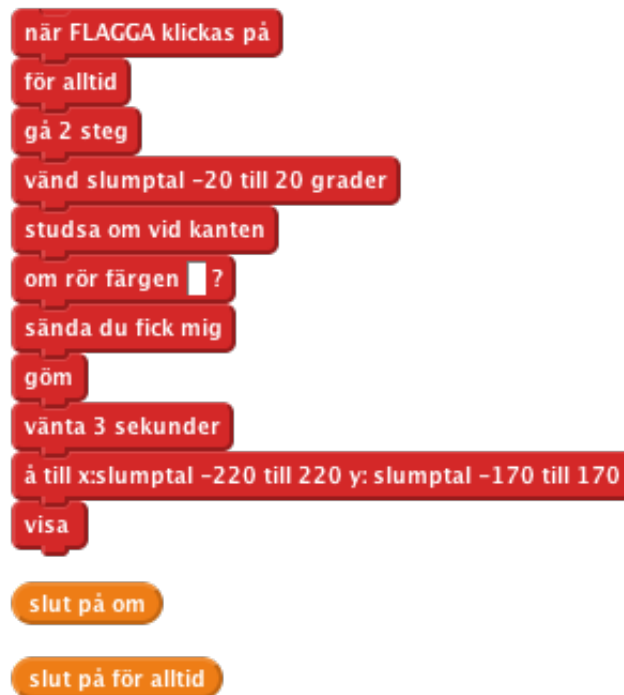 när FLAGGA klickas på
för alltid
gå 2 steg
vänd slumptal -20 till 20 grader
studsa om vid kanten
om rör färgen ?
sända du fick mig
göm
vänta 3 sekunder
å till x:slumptal -220 till 220 y: slumptal -170 till 170
visa
slut på om
slut på för alltid